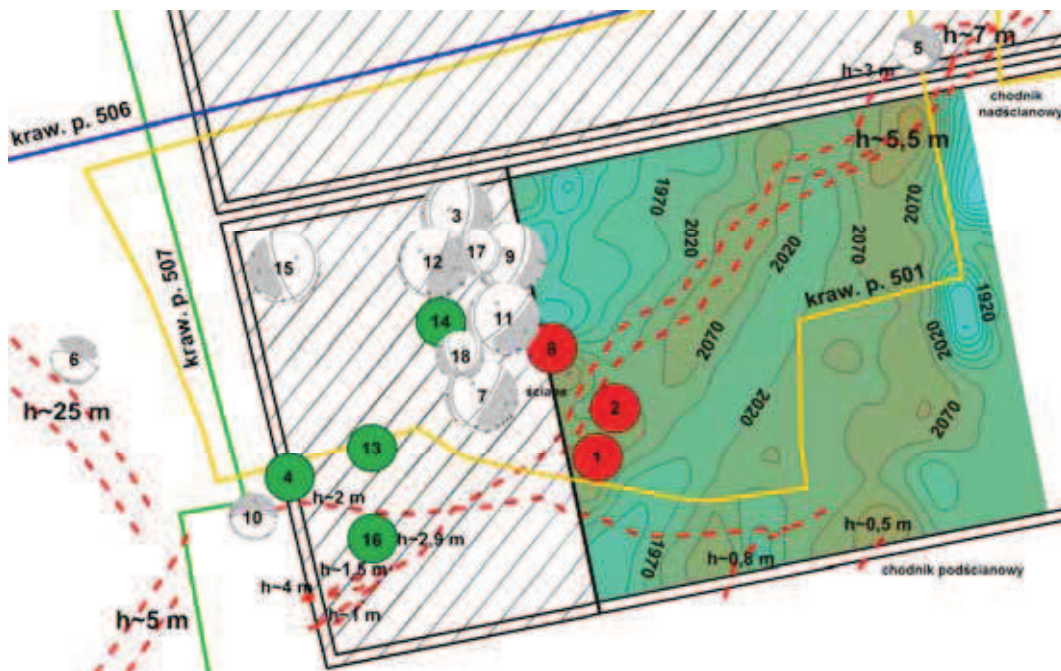 h~7 m
5
h~3 m
chodnik
nadścianowy
kraw. p. 506
h~5,5 m
1970
2070
3
2020
17
12
9
15
2020
2070
kraw. p. 501
kraw. p. 507
11
14
1920
2020
8
18
6
2070
ściana
7
2
h~25 m
2020
2070
13
1
4
h~2 m
10
h~0,5 m
16
h~2,9 m
1970
h~0,8 m
h~1,5 m
chodnik podścianowy
h~4 m
h~1 m
h~5 m